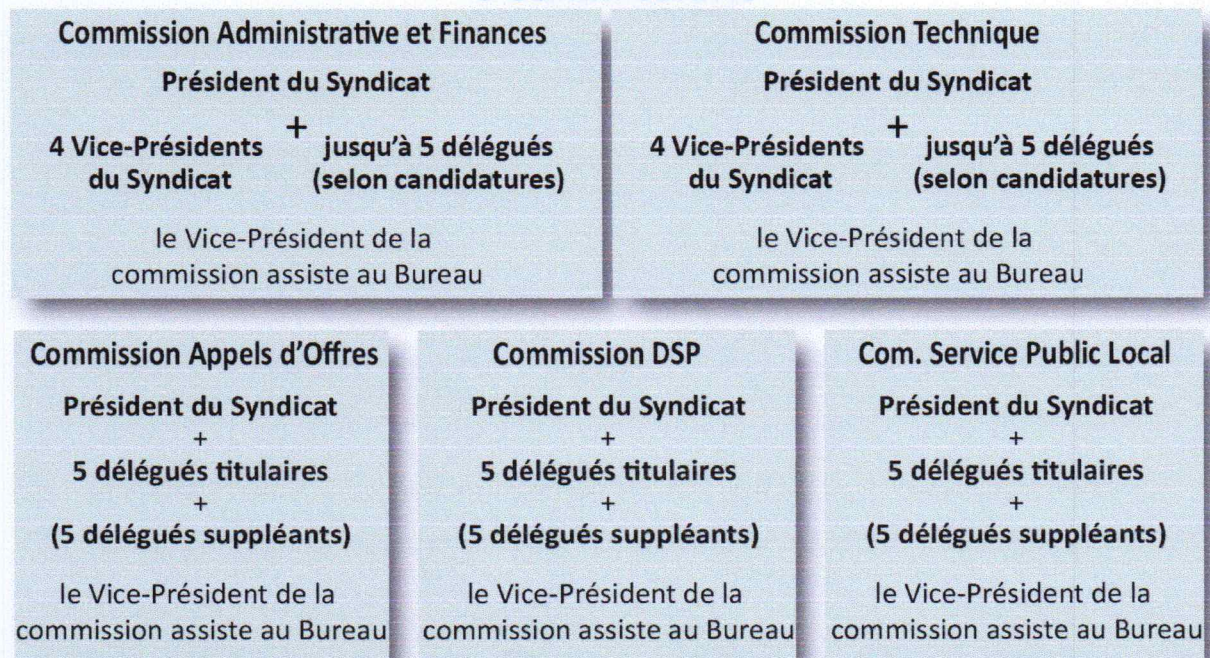 Commission Administrative et Finances
Président du Syndicat
+
4 Vice-Présidents jusqu'à 5 délégués
du Syndicat (selon candidatures)
le Vice-Président de la
commission assiste au Bureau
Commission Technique
Président du Syndicat
+
4 Vice-Présidents jusqu'à 5 délégués
du Syndicat (selon candidatures)
le Vice-Président de la
commission assiste au Bureau
Commission Appels d'Offres
Président du Syndicat
+
5 délégués titulaires
+
(5 délégués suppléants)
le Vice-Président de la
commission assiste au Bureau
Commission DSP
Président du Syndicat
+
5 délégués titulaires
+
(5 délégués suppléants)
le Vice-Président de la
commission assiste au Bureau
Com. Service Public Local
Président du Syndicat
+
5 délégués titulaires
+
(5 délégués suppléants)
le Vice-Président de la
commission assiste au Bureau